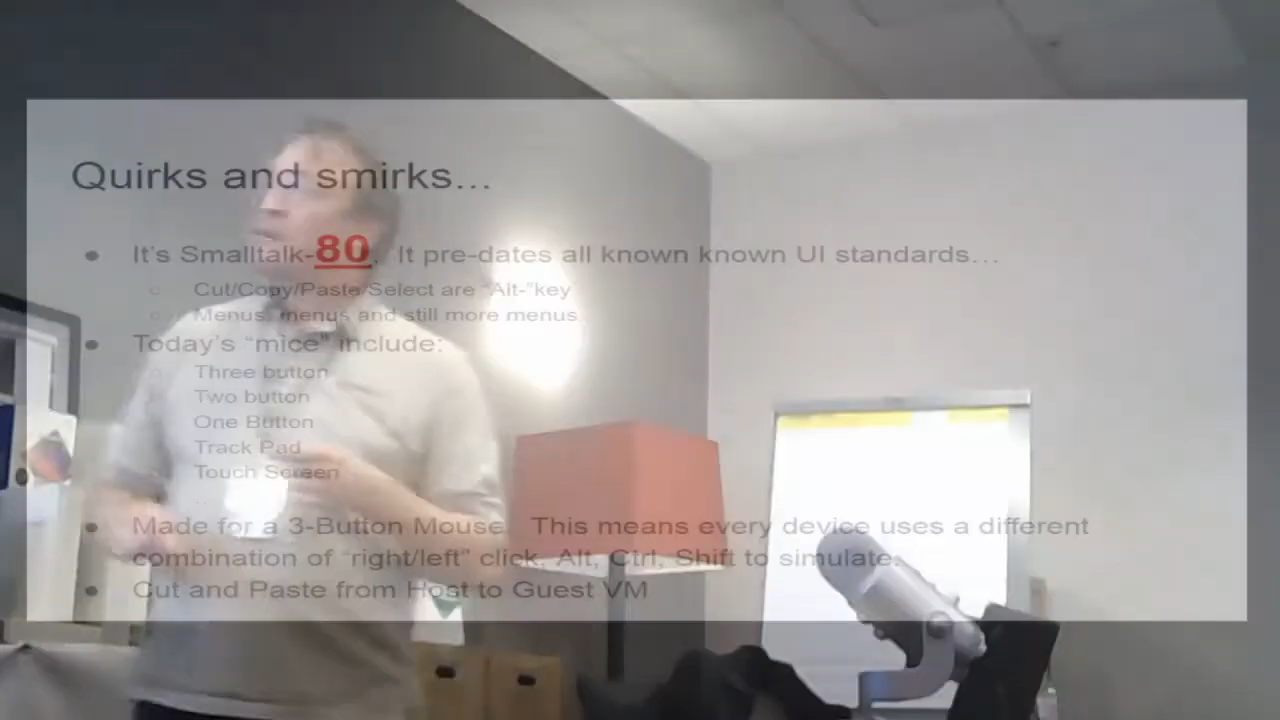 Quirks and smirks...
It's Smalltalk-80. It pre-dates all known known UI standards...
Cut/Copy/Paste/Select are "Alt-"key
Menus, menus and still more menus
Today's "mice" include:
Three button
Two button
One Button
Track Pad
Touch Screen
...
Made for a 3-Button Mouse. This means every device uses a different
combination of "right/left" click, Alt, Ctrl, Shift to simulate.
Cut and Paste from Host to Guest VM